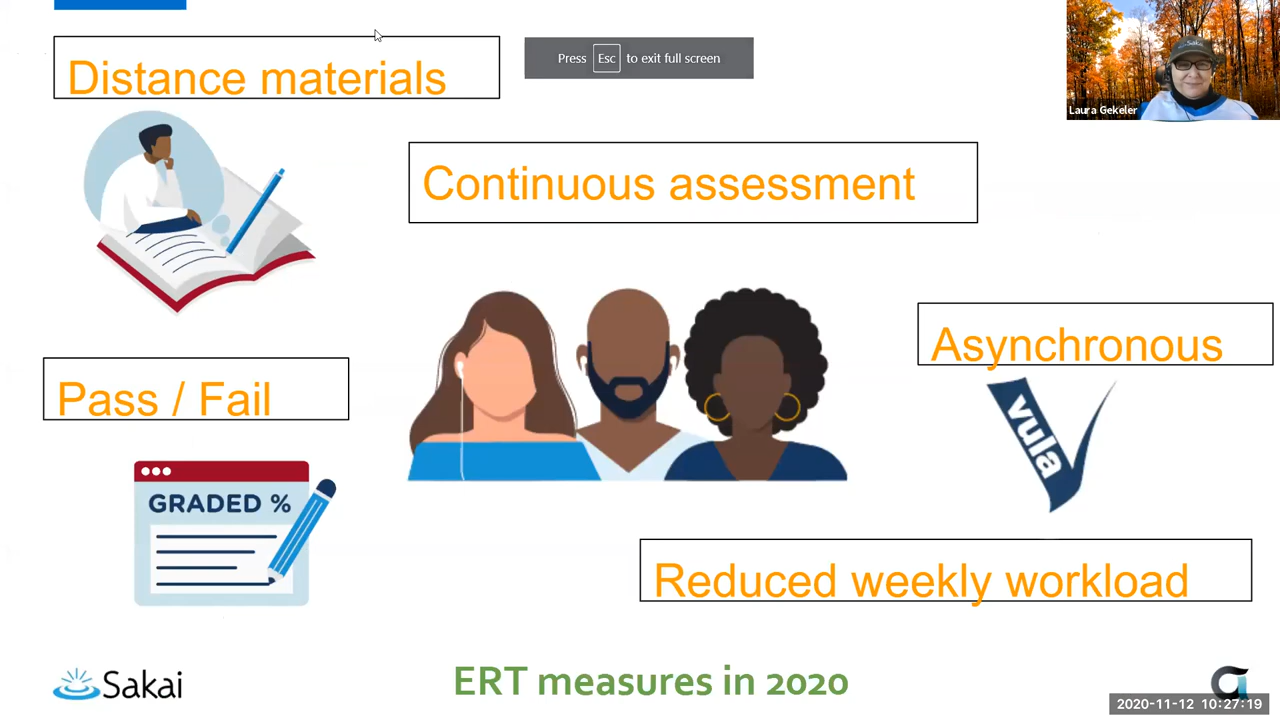 Distance materials
Press Esc to exit full screen
Laura Gekeler
Sakai
Continuous assessment
Asynchronous
vula
Pass / Fail
GRADED %
Reduced weekly workload
Sakai
ERT measures in 2020
2020-11-12 10:27:19